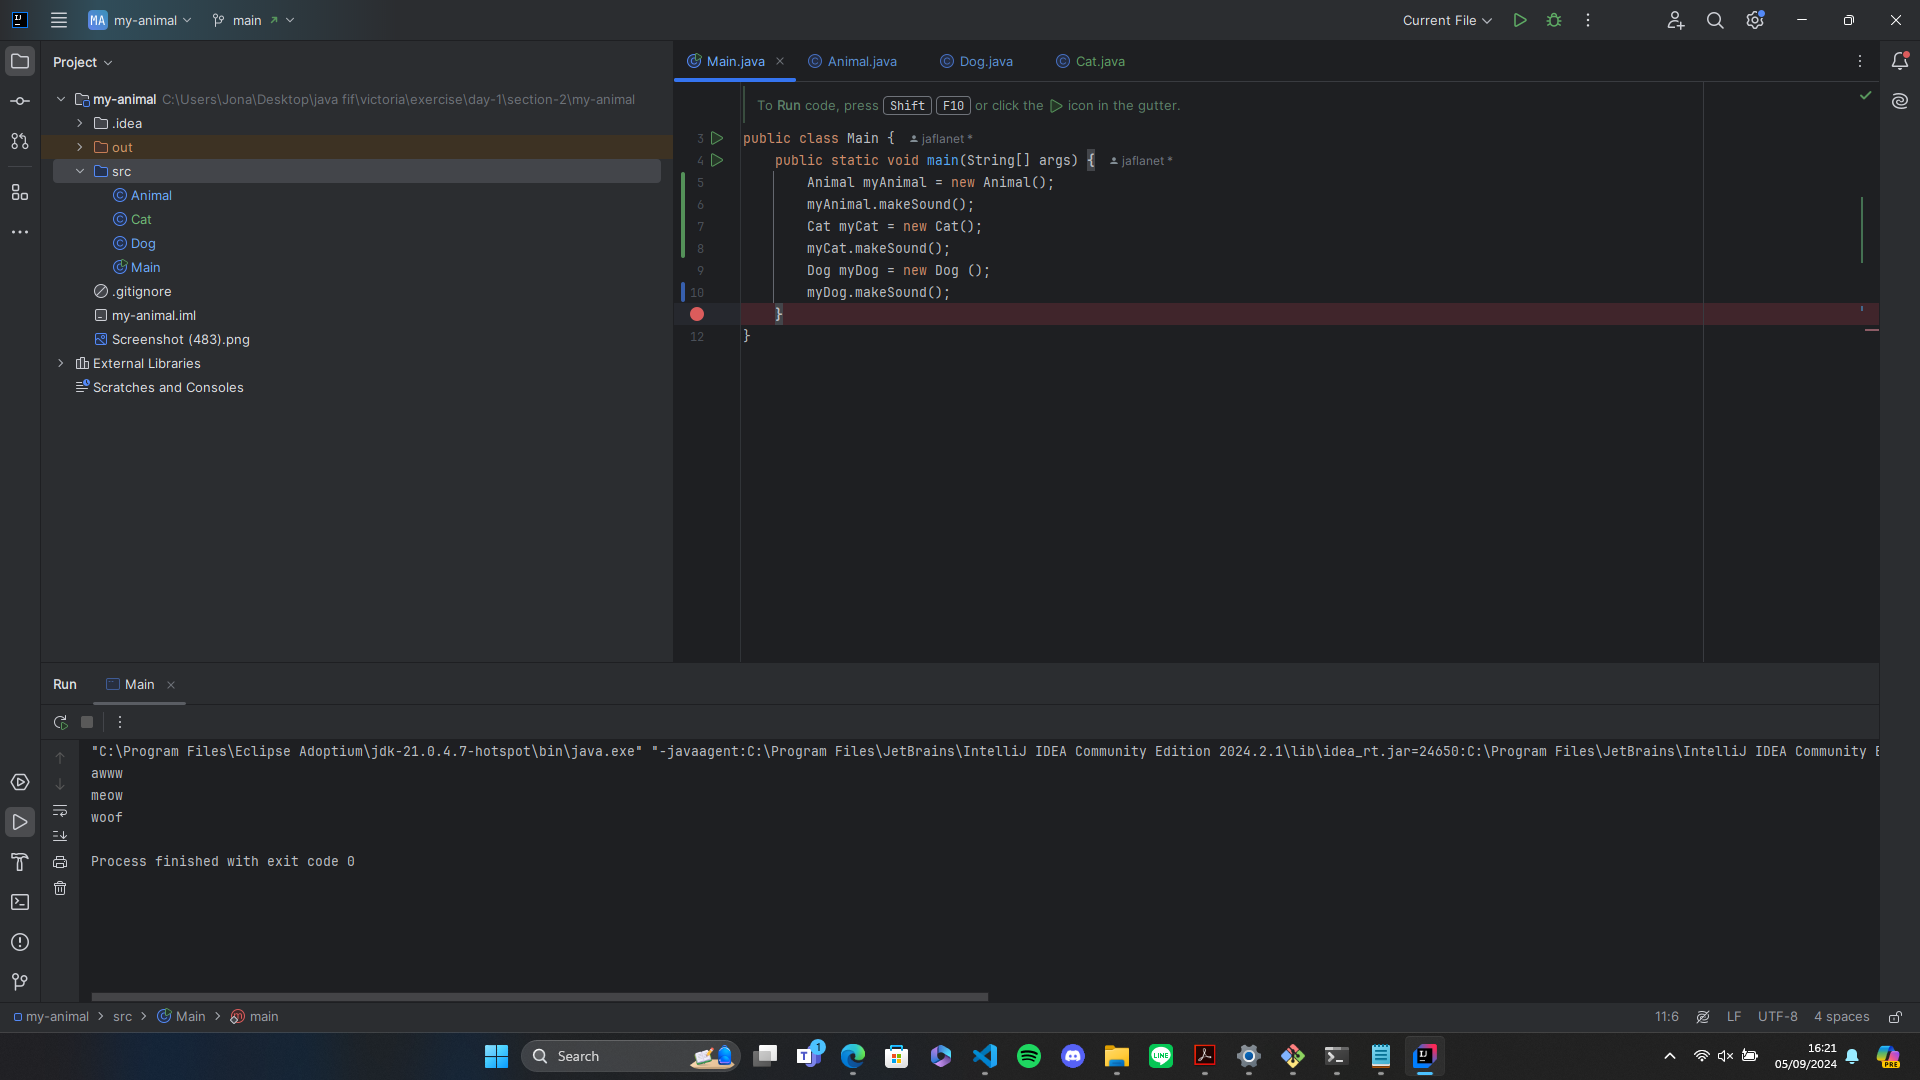 MA my-animal main
Current File
Project
Main.java
Animal.java
Dog.java
Cat.java
my-animal C:\Users\Jona\Desktop\java fif\victoria\exercise\day-1\section-2\my-animal
.idea
out
src
Animal
Cat
Dog
Main
.gitignore
my-animal.iml
Screenshot (483).png
External Libraries
Scratches and Consoles
To Run code, press Shift F10 or click the icon in the gutter.
3 public class Main { jaflanet *
4 public static void main(String[] args) { jaflanet *
5 Animal myAnimal = new Animal();
6 myAnimal.makeSound();
7 Cat myCat = new Cat();
8 myCat.makeSound();
9 Dog myDog = new Dog ();
10 myDog.makeSound();
}
12 }
Run Main
"C:\Program Files\Eclipse Adoptium\jdk-21.0.4.7-hotspot\bin\java.exe" "-javaagent:C:\Program Files\JetBrains\IntelliJ IDEA Community Edition 2024.2.1\lib\idea_rt.jar=24650:C:\Program Files\JetBrains\IntelliJ IDEA Community E
awww
meow
woof
Process finished with exit code 0
my-animal > src > Main > main
11:6 LF UTF-8 4 spaces
Search
1
LINE
PRE
16:21
05/09/2024